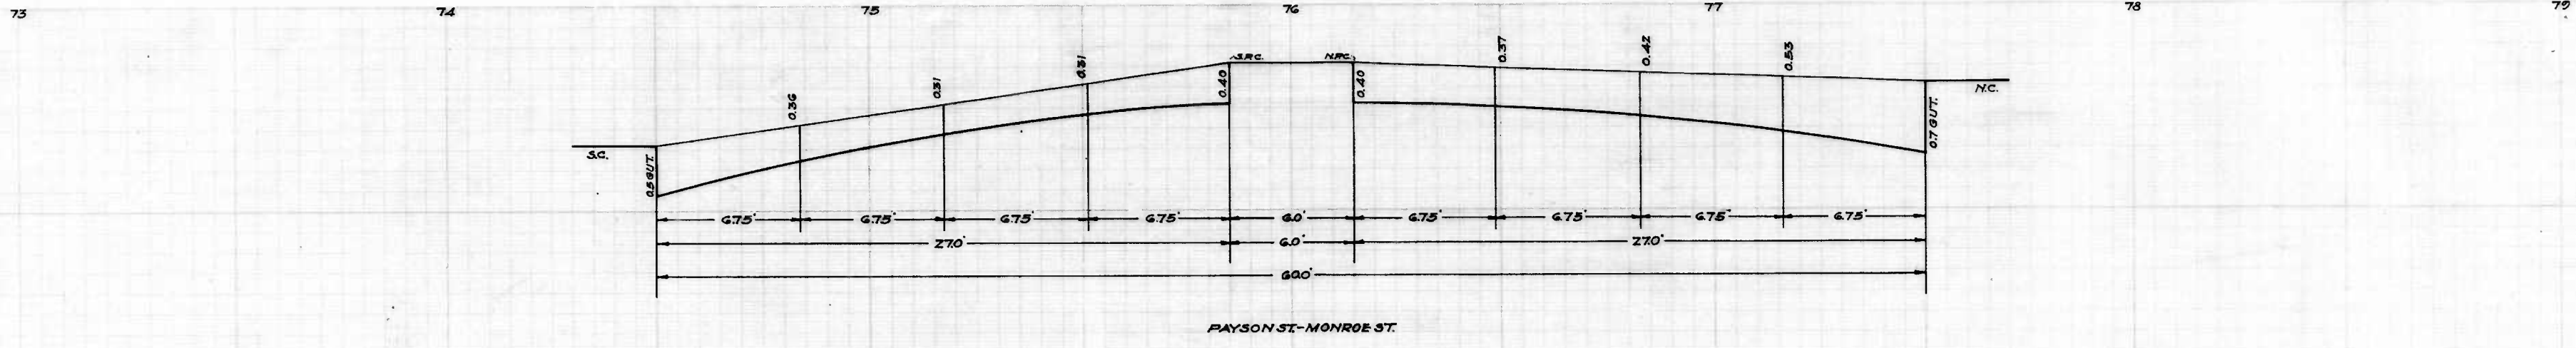 73 74 75 76 77 78 79
S.P.C. N.P.C.
0.36 0.31 0.31 0.40 0.40 0.37 0.42 0.53
S.C. N.C.
0.5 GUT. 0.7 GUT.
6.75' 6.75' 6.75' 6.75' 6.0' 6.75' 6.75' 6.75' 6.75'
27.0' 6.0' 27.0'
60.0'
PAYSON ST.-MONROE ST.